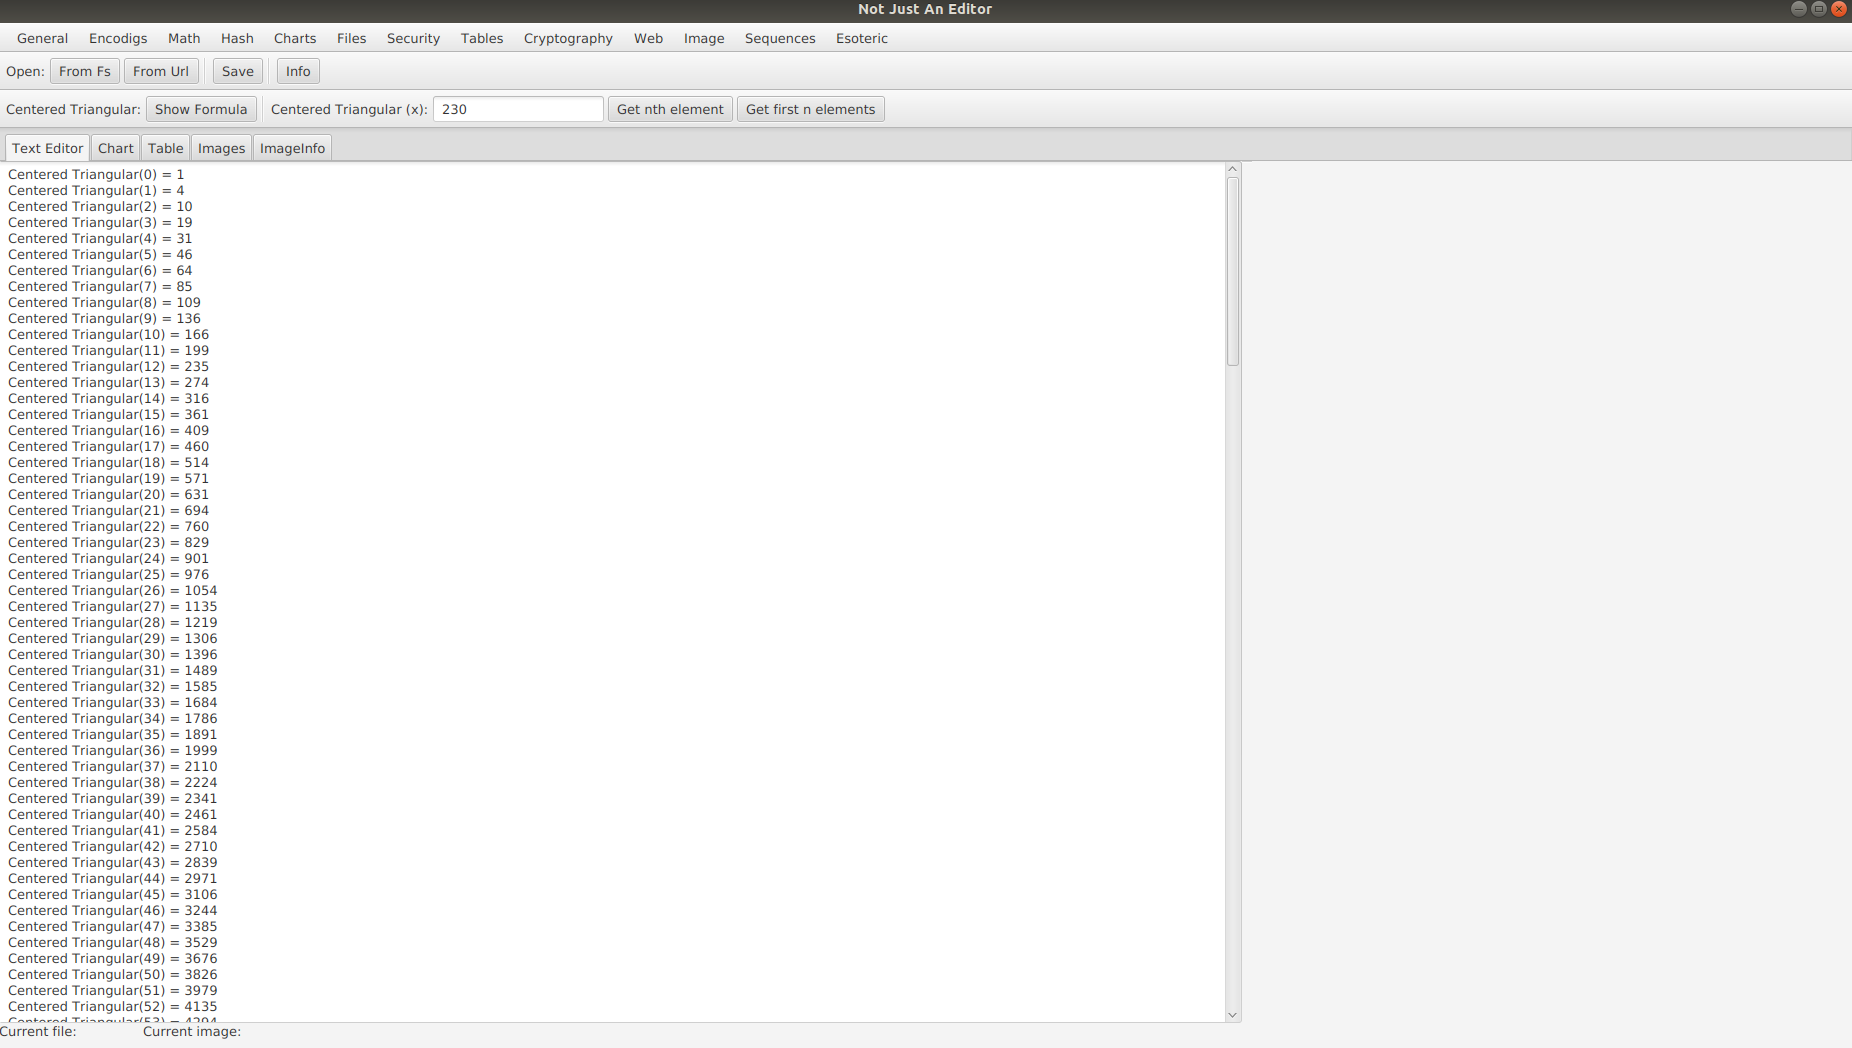 Not Just An Editor
General Encodigs Math Hash Charts Files Security Tables Cryptography Web Image Sequences Esoteric
Open: From Fs From Url Save Info
Centered Triangular: Show Formula Centered Triangular (x): 230 Get nth element Get first n elements
Text Editor Chart Table Images ImageInfo
Centered Triangular(0) = 1
Centered Triangular(1) = 4
Centered Triangular(2) = 10
Centered Triangular(3) = 19
Centered Triangular(4) = 31
Centered Triangular(5) = 46
Centered Triangular(6) = 64
Centered Triangular(7) = 85
Centered Triangular(8) = 109
Centered Triangular(9) = 136
Centered Triangular(10) = 166
Centered Triangular(11) = 199
Centered Triangular(12) = 235
Centered Triangular(13) = 274
Centered Triangular(14) = 316
Centered Triangular(15) = 361
Centered Triangular(16) = 409
Centered Triangular(17) = 460
Centered Triangular(18) = 514
Centered Triangular(19) = 571
Centered Triangular(20) = 631
Centered Triangular(21) = 694
Centered Triangular(22) = 760
Centered Triangular(23) = 829
Centered Triangular(24) = 901
Centered Triangular(25) = 976
Centered Triangular(26) = 1054
Centered Triangular(27) = 1135
Centered Triangular(28) = 1219
Centered Triangular(29) = 1306
Centered Triangular(30) = 1396
Centered Triangular(31) = 1489
Centered Triangular(32) = 1585
Centered Triangular(33) = 1684
Centered Triangular(34) = 1786
Centered Triangular(35) = 1891
Centered Triangular(36) = 1999
Centered Triangular(37) = 2110
Centered Triangular(38) = 2224
Centered Triangular(39) = 2341
Centered Triangular(40) = 2461
Centered Triangular(41) = 2584
Centered Triangular(42) = 2710
Centered Triangular(43) = 2839
Centered Triangular(44) = 2971
Centered Triangular(45) = 3106
Centered Triangular(46) = 3244
Centered Triangular(47) = 3385
Centered Triangular(48) = 3529
Centered Triangular(49) = 3676
Centered Triangular(50) = 3826
Centered Triangular(51) = 3979
Centered Triangular(52) = 4135
Centered Triangular(53) = 4294
Current file: Current image: